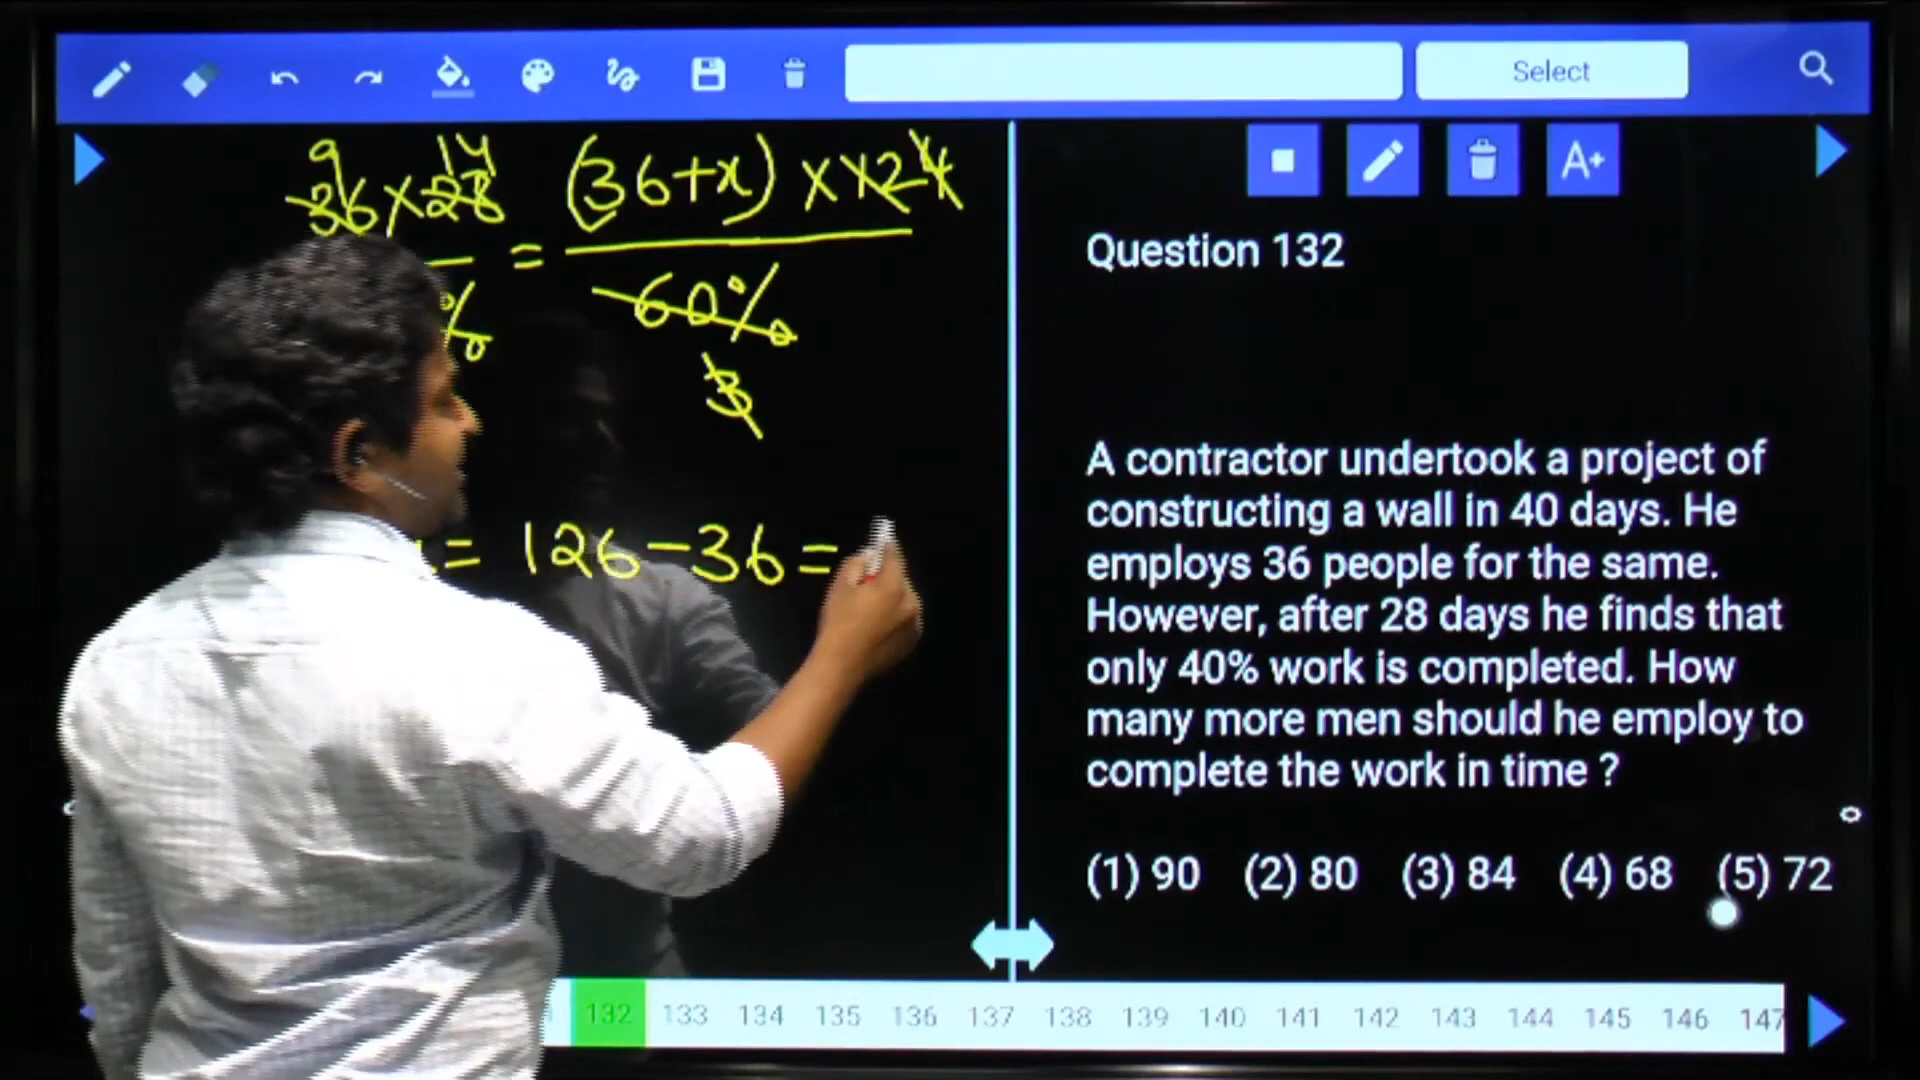 Select
A+
Question 132
A contractor undertook a project of
constructing a wall in 40 days. He
employs 36 people for the same.
However, after 28 days he finds that
only 40% work is completed. How
many more men should he employ to
complete the work in time ?
(1) 90 (2) 80 (3) 84 (4) 68 (5) 72
9 14
36 × 28 = (36+x) × 12 4
%
60%
3
= 126 - 36 =
132 133 134 135 136 137 138 139 140 141 142 143 144 145 146 147